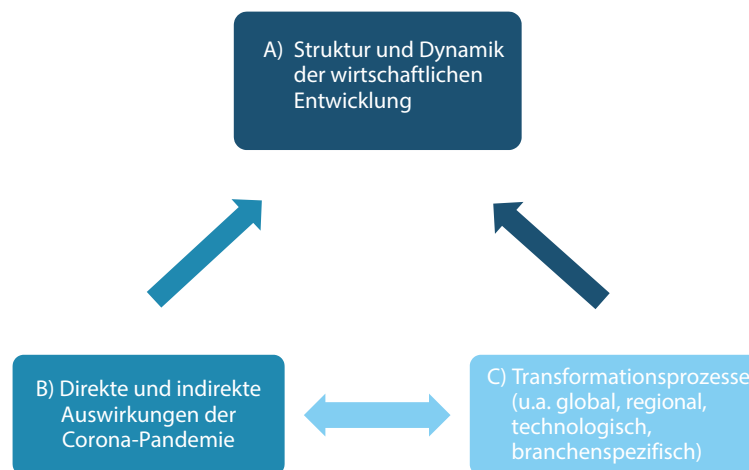 A) Struktur und Dynamik
der wirtschaftlichen
Entwicklung
B) Direkte und indirekte
Auswirkungen der
Corona-Pandemie
C) Transformationsprozesse
(u.a. global, regional,
technologisch,
branchenspezifisch)